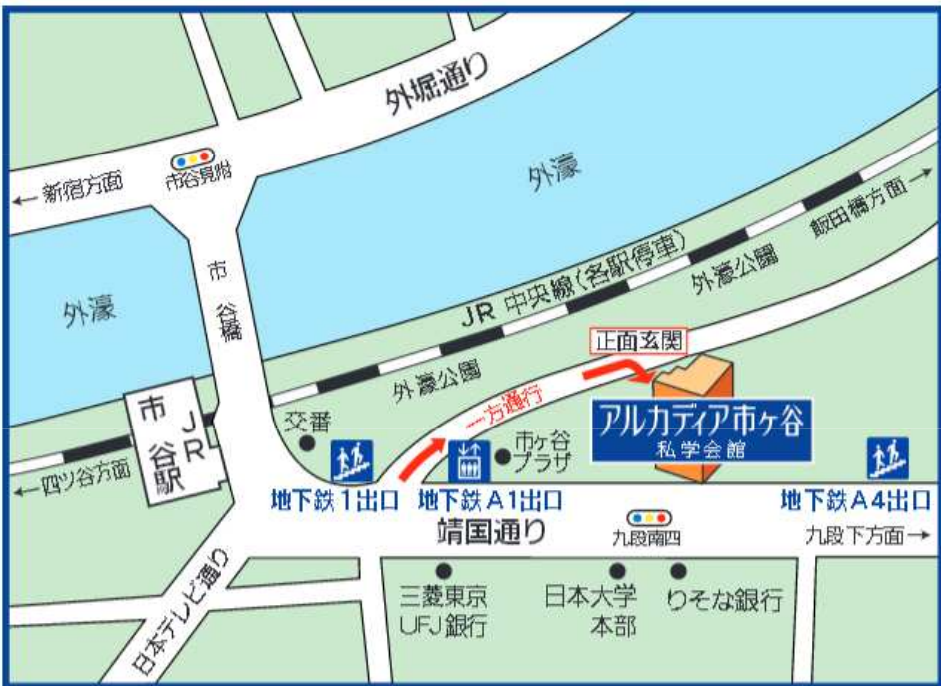 外堀通り
← 新宿方面
市谷見附
外濠
飯田橋方面 →
市谷橋
外濠
JR 中央線(各駅停車)
外濠公園
正面玄関
外濠公園
一方通行
アルカディア市ヶ谷
私学会館
市谷駅
JR
交番
市ヶ谷
プラザ
← 四ツ谷方面
地下鉄1出口
地下鉄A1出口
地下鉄A4出口
靖国通り
九段南四
九段下方面→
日本テレビ通り
三菱東京
UFJ銀行
日本大学
本部
りそな銀行